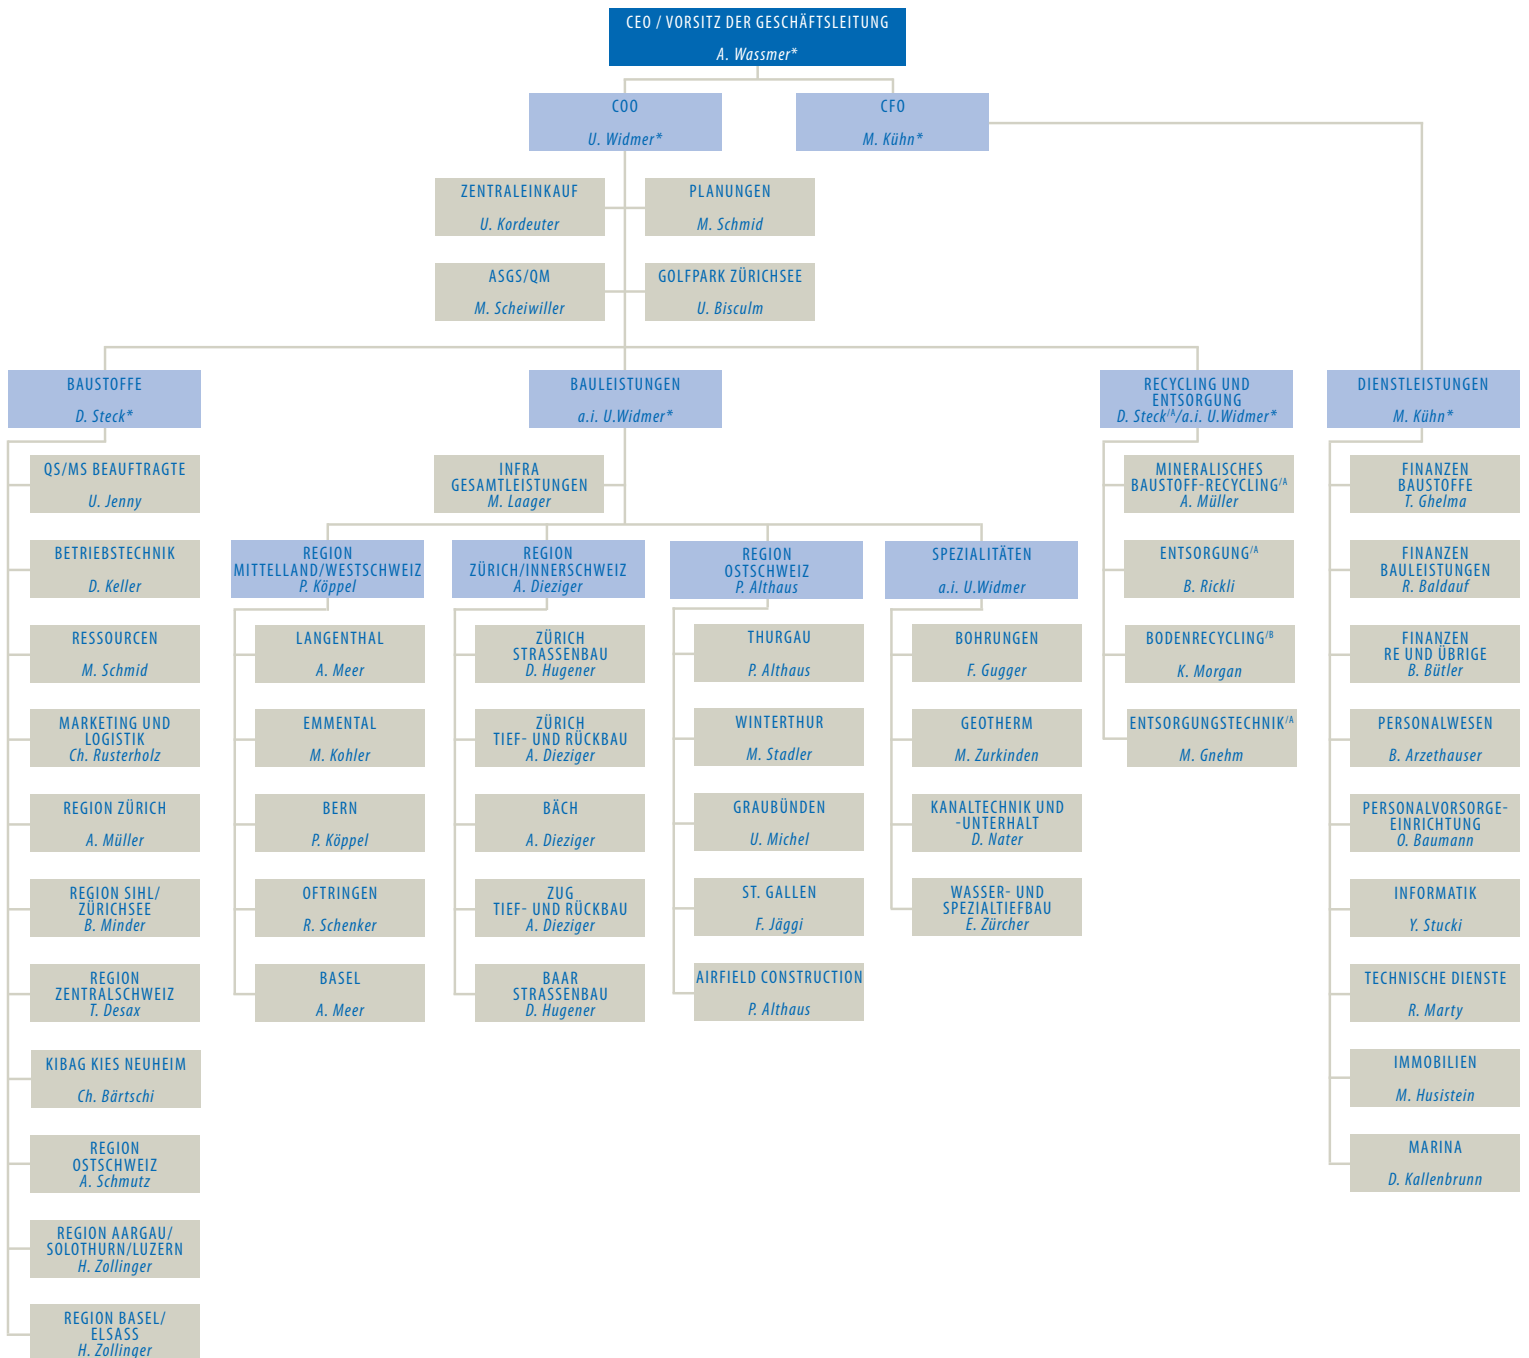 CEO / VORSITZ DER GESCHÄFTSLEITUNG
A. Wassmer*
COO
U. Widmer*
CFO
M. Kühn*
ZENTRALEINKAUF
U. Kordeuter
PLANUNGEN
M. Schmid
ASGS/QM
M. Scheiwiller
GOLFPARK ZÜRICHSEE
U. Bisculm
BAUSTOFFE
D. Steck*
BAULEISTUNGEN
a.i. U.Widmer*
RECYCLING UND
ENTSORGUNG
D. Steck/A/a.i. U.Widmer*
DIENSTLEISTUNGEN
M. Kühn*
QS/MS BEAUFTRAGTE
U. Jenny
BETRIEBSTECHNIK
D. Keller
RESSOURCEN
M. Schmid
MARKETING UND
LOGISTIK
Ch. Rusterholz
REGION ZÜRICH
A. Müller
REGION SIHL/
ZÜRICHSEE
B. Minder
REGION
ZENTRALSCHWEIZ
T. Desax
KIBAG KIES NEUHEIM
Ch. Bärtschi
REGION
OSTSCHWEIZ
A. Schmutz
REGION AARGAU/
SOLOTHURN/LUZERN
H. Zollinger
REGION BASEL/
ELSASS
H. Zollinger
INFRA
GESAMTLEISTUNGEN
M. Laager
REGION
MITTELLAND/WESTSCHWEIZ
P. Köppel
LANGENTHAL
A. Meer
EMMENTAL
M. Kohler
BERN
P. Köppel
OFTRINGEN
R. Schenker
BASEL
A. Meer
REGION
ZÜRICH/INNERSCHWEIZ
A. Dieziger
ZÜRICH
STRASSENBAU
D. Hugener
ZÜRICH
TIEF- UND RÜCKBAU
A. Dieziger
BÄCH
A. Dieziger
ZUG
TIEF- UND RÜCKBAU
A. Dieziger
BAAR
STRASSENBAU
D. Hugener
REGION
OSTSCHWEIZ
P. Althaus
THURGAU
P. Althaus
WINTERTHUR
M. Stadler
GRAUBÜNDEN
U. Michel
ST. GALLEN
F. Jäggi
AIRFIELD CONSTRUCTION
P. Althaus
SPEZIALITÄTEN
a.i. U.Widmer
BOHRUNGEN
F. Gugger
GEOTHERM
M. Zurkinden
KANALTECHNIK UND
-UNTERHALT
D. Nater
WASSER- UND
SPEZIALTIEFBAU
E. Zürcher
MINERALISCHES
BAUSTOFF-RECYCLING/A
A. Müller
ENTSORGUNG/A
B. Rickli
BODENRECYCLING/B
K. Morgan
ENTSORGUNGSTECHNIK/A
M. Gnehm
FINANZEN
BAUSTOFFE
T. Ghelma
FINANZEN
BAULEISTUNGEN
R. Baldauf
FINANZEN
RE UND ÜBRIGE
B. Bütler
PERSONALWESEN
B. Arzethauser
PERSONALVORSORGE-
EINRICHTUNG
O. Baumann
INFORMATIK
Y. Stucki
TECHNISCHE DIENSTE
R. Marty
IMMOBILIEN
M. Husistein
MARINA
D. Kallenbrunn